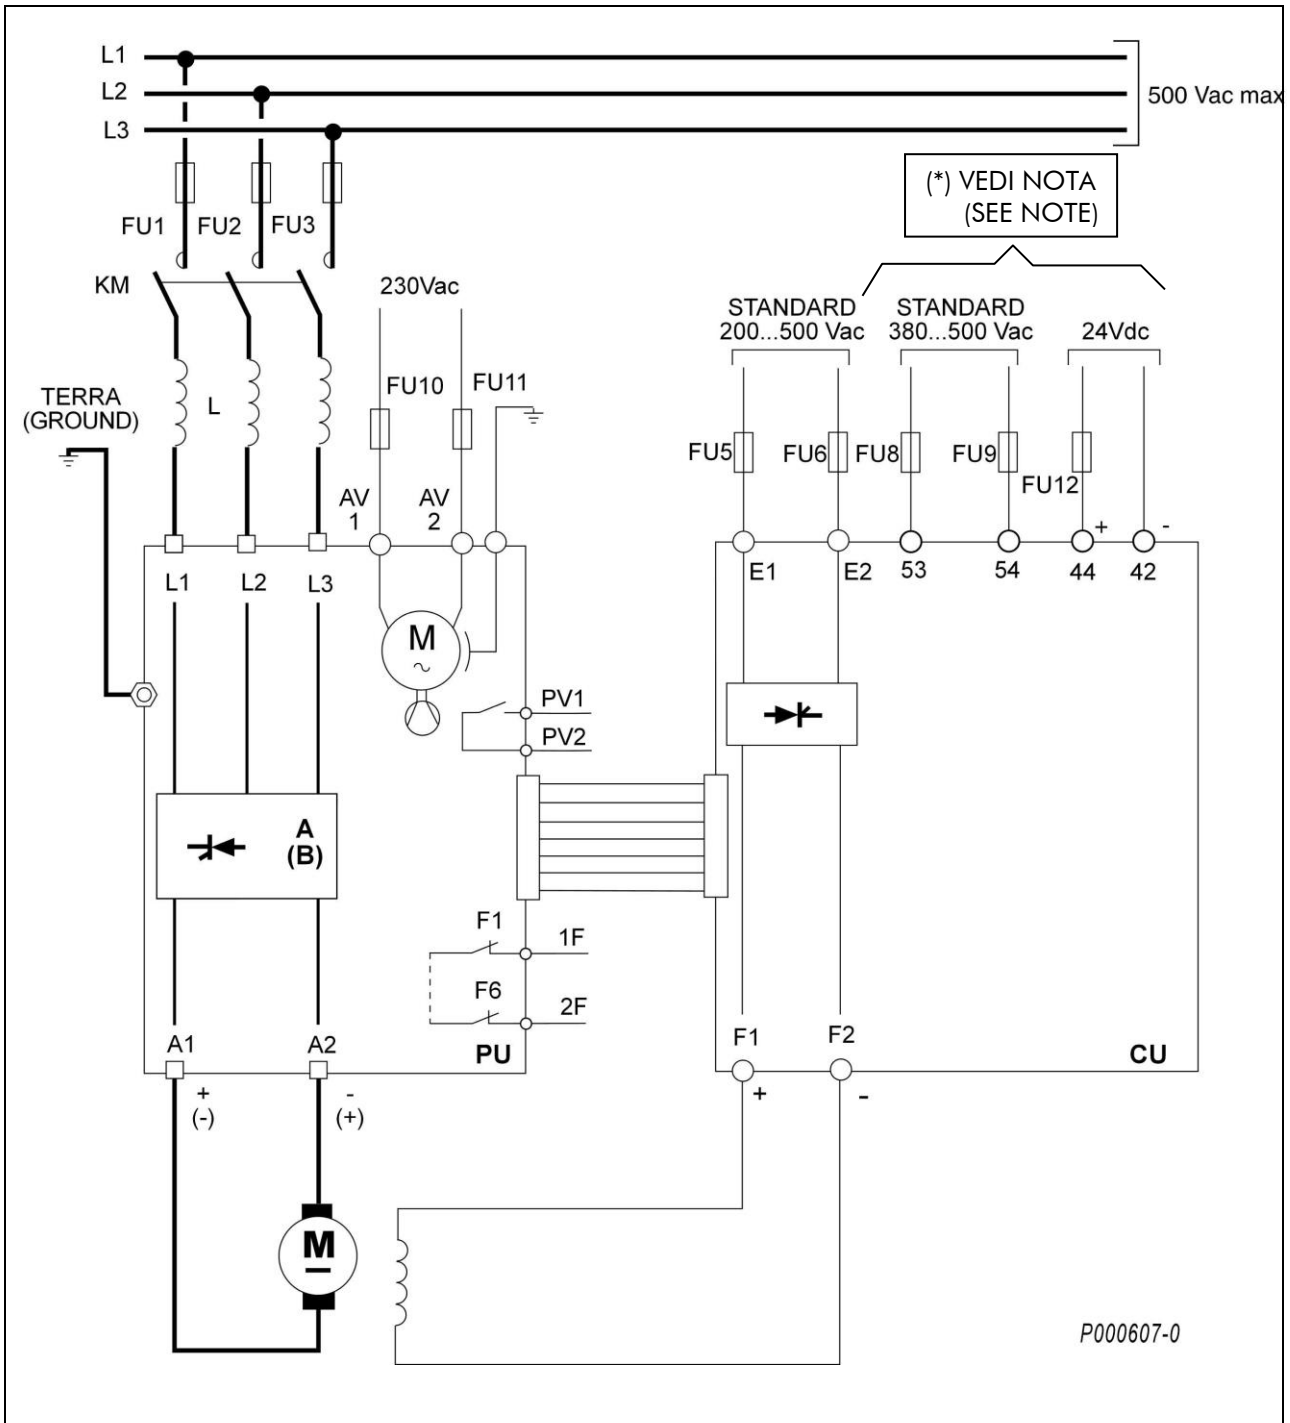 L1
L2
500 Vac max
L3
(*) VEDI NOTA
(SEE NOTE)
FU1
FU2
FU3
KM
230Vac
STANDARD
200...500 Vac
STANDARD
380...500 Vac
24Vdc
TERRA
(GROUND)
L
FU10
FU11
FU5
FU6
FU8
FU9
FU12
AV
1
AV
2
+
-
L1
L2
L3
E1
E2
53
54
44
42
M
~
PV1
PV2
A
(B)
F1
1F
F6
2F
A1
A2
PU
F1
F2
CU
+
(-)
-
(+)
+
-
M
P000607-0